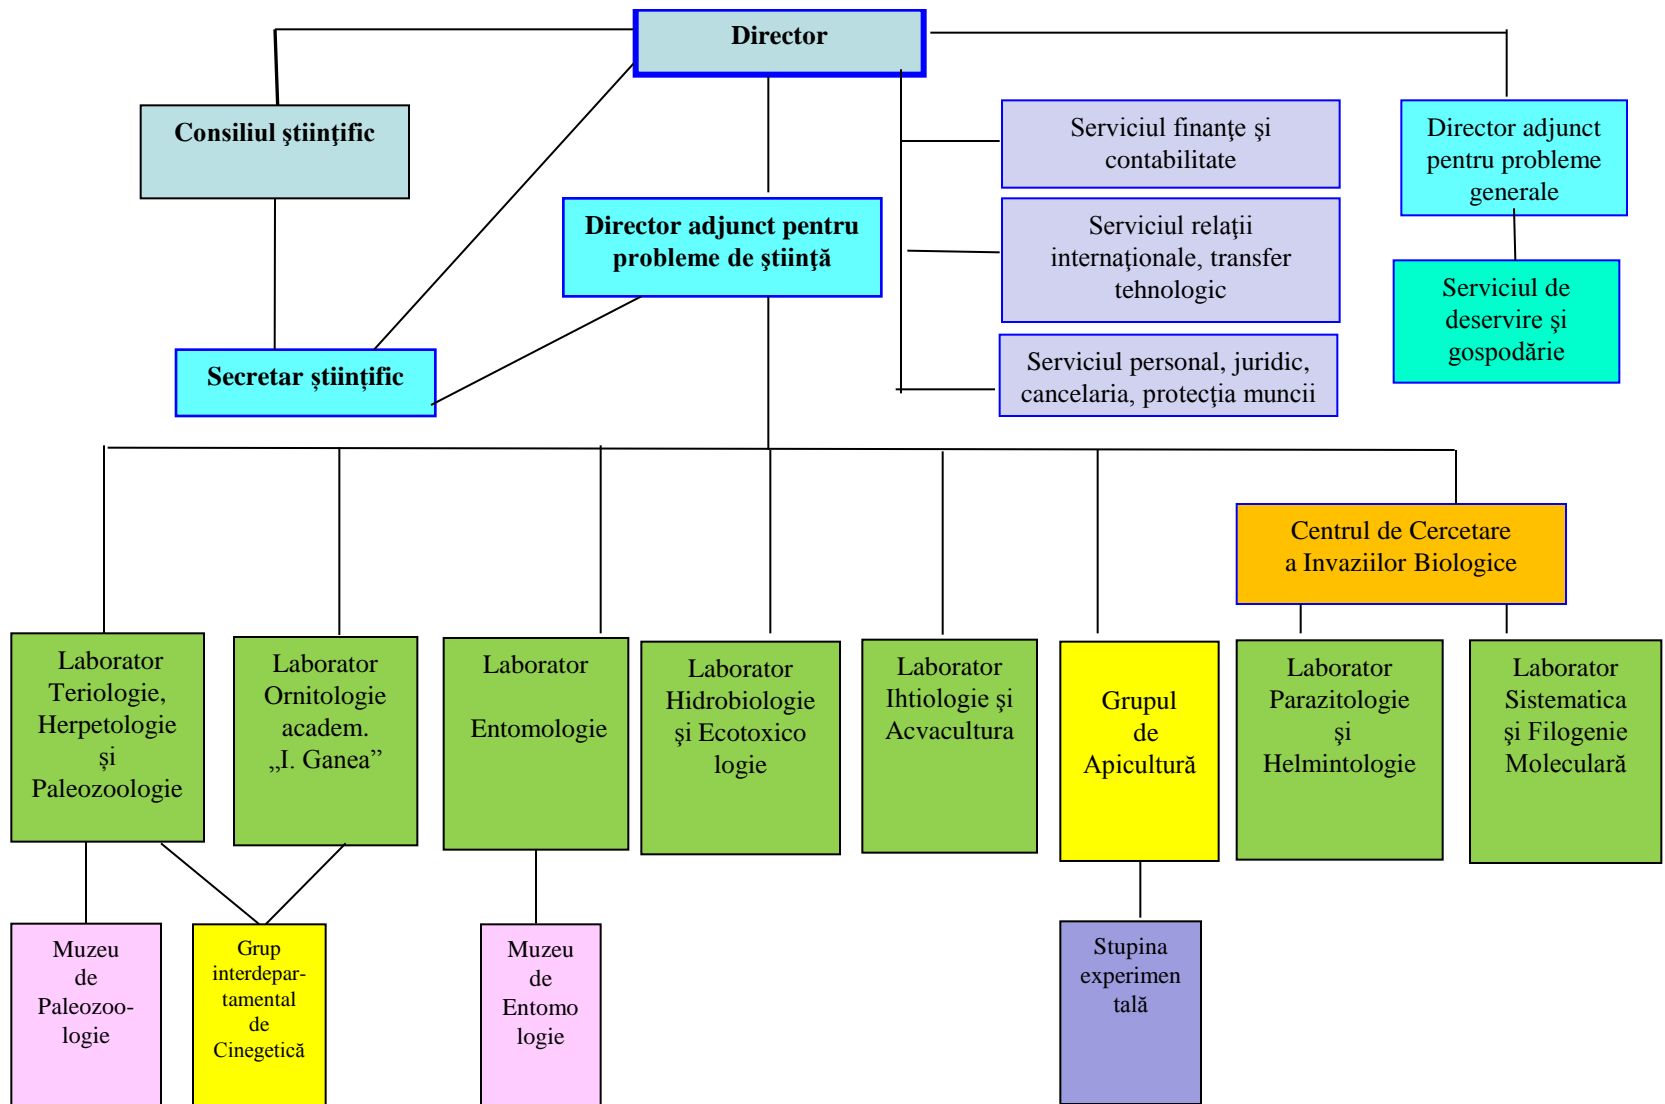 Director
Consiliul ştiinţific
Serviciul finanţe şi
contabilitate
Director adjunct
pentru probleme
generale
Director adjunct pentru
probleme de ştiinţă
Serviciul relaţii
internaţionale, transfer
tehnologic
Serviciul de
deservire şi
gospodărie
Secretar științific
Serviciul personal, juridic,
cancelaria, protecţia muncii
Centrul de Cercetare
a Invaziilor Biologice
Laborator
Teriologie,
Herpetologie
și
Paleozoologie
Laborator
Ornitologie
academ.
„I. Ganea”
Laborator
Entomologie
Laborator
Hidrobiologie
şi Ecotoxico
logie
Laborator
Ihtiologie şi
Acvacultura
Grupul
de
Apicultură
Laborator
Parazitologie
şi
Helmintologie
Laborator
Sistematica
şi Filogenie
Moleculară
Muzeu
de
Paleozoo-
logie
Grup
interdepar-
tamental
de
Cinegetică
Muzeu
de
Entomo
logie
Stupina
experimen
tală